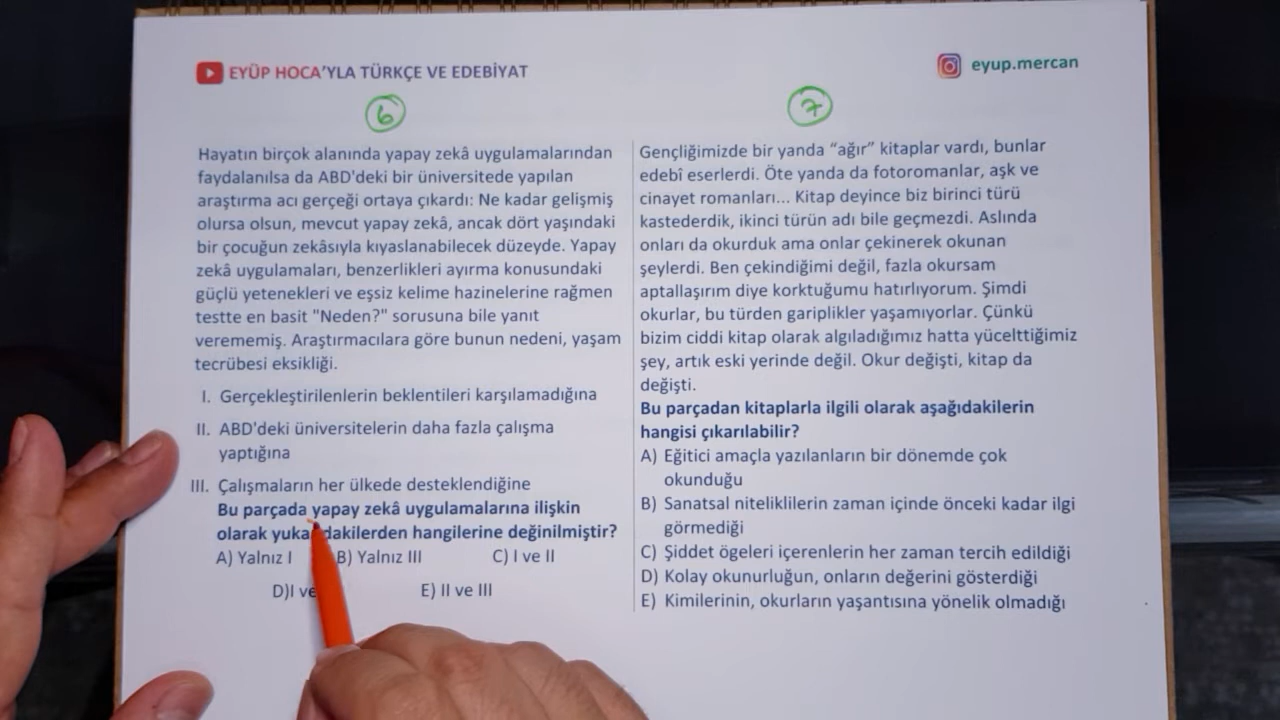 EYÜP HOCA'YLA TÜRKÇE VE EDEBİYAT
eyup.mercan
6
Hayatın birçok alanında yapay zekâ uygulamalarından
faydalanılsa da ABD'deki bir üniversitede yapılan
araştırma acı gerçeği ortaya çıkardı: Ne kadar gelişmiş
olursa olsun, mevcut yapay zekâ, ancak dört yaşındaki
bir çocuğun zekâsıyla kıyaslanabilecek düzeyde. Yapay
zekâ uygulamaları, benzerlikleri ayırma konusundaki
güçlü yetenekleri ve eşsiz kelime hazinelerine rağmen
testte en basit "Neden?" sorusuna bile yanıt
verememiş. Araştırmacılara göre bunun nedeni, yaşam
tecrübesi eksikliği.
I. Gerçekleştirilenlerin beklentileri karşılamadığına
II. ABD'deki üniversitelerin daha fazla çalışma
yaptığına
III. Çalışmaların her ülkede desteklendiğine
Bu parçada yapay zekâ uygulamalarına ilişkin
olarak yukarıdakilerden hangilerine değinilmiştir?
A) Yalnız I B) Yalnız III C) I ve II
D)I ve E) II ve III
7
Gençliğimizde bir yanda “ağır” kitaplar vardı, bunlar
edebî eserlerdi. Öte yanda da fotoromanlar, aşk ve
cinayet romanları... Kitap deyince biz birinci türü
kastederdik, ikinci türün adı bile geçmezdi. Aslında
onları da okurduk ama onlar çekinerek okunan
şeylerdi. Ben çekindiğimi değil, fazla okursam
aptallaşırım diye korktuğumu hatırlıyorum. Şimdi
okurlar, bu türden gariplikler yaşamıyorlar. Çünkü
bizim ciddi kitap olarak algıladığımız hatta yücelttiğimiz
şey, artık eski yerinde değil. Okur değişti, kitap da
değişti.
Bu parçadan kitaplarla ilgili olarak aşağıdakilerin
hangisi çıkarılabilir?
A) Eğitici amaçla yazılanların bir dönemde çok
okunduğu
B) Sanatsal niteliklilerin zaman içinde önceki kadar ilgi
görmediği
C) Şiddet ögeleri içerenlerin her zaman tercih edildiği
D) Kolay okunurluğun, onların değerini gösterdiği
E) Kimilerinin, okurların yaşantısına yönelik olmadığı